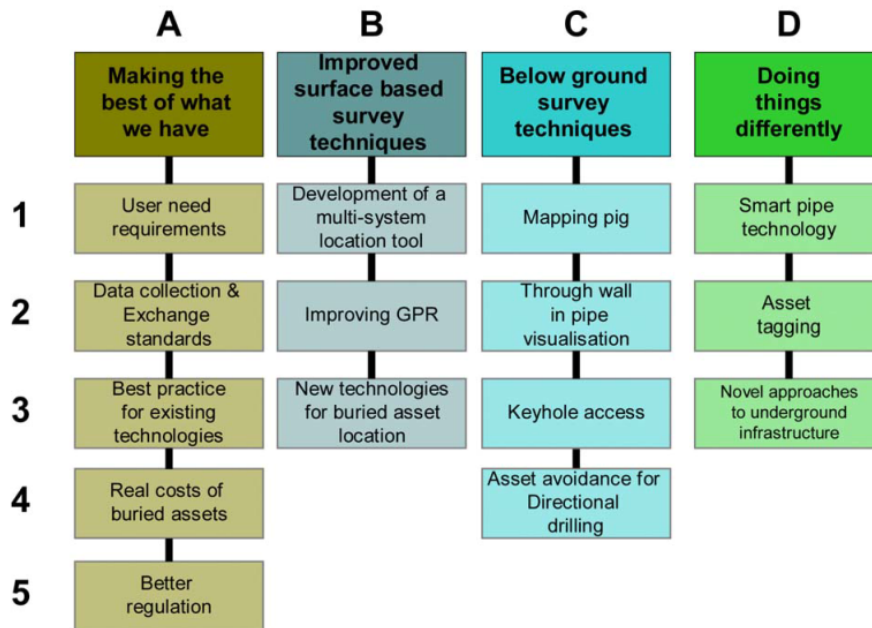 A
B
C
D
Making the
best of what
we have
Improved
surface based
survey
techniques
Below ground
survey
techniques
Doing
things
differently
1
User need
requirements
Development of a
multi-system
location tool
Mapping pig
Smart pipe
technology
2
Data collection &
Exchange
standards
Improving GPR
Through wall
in pipe
visualisation
Asset
tagging
3
Best practice
for existing
technologies
New technologies
for buried asset
location
Keyhole access
Novel approaches
to underground
infrastructure
4
Real costs of
buried assets
Asset avoidance for
Directional
drilling
5
Better
regulation